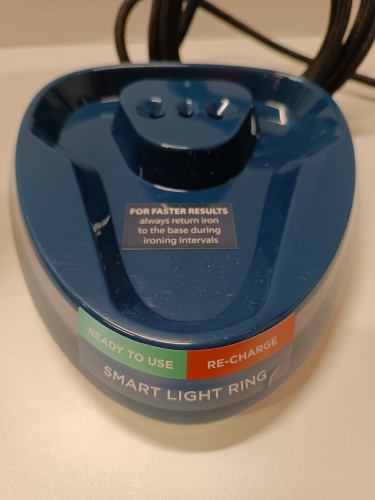 FOR FASTER RESULTS
always return iron
to the base during
ironing intervals
READY TO USE
RE-CHARGE
SMART LIGHT RING